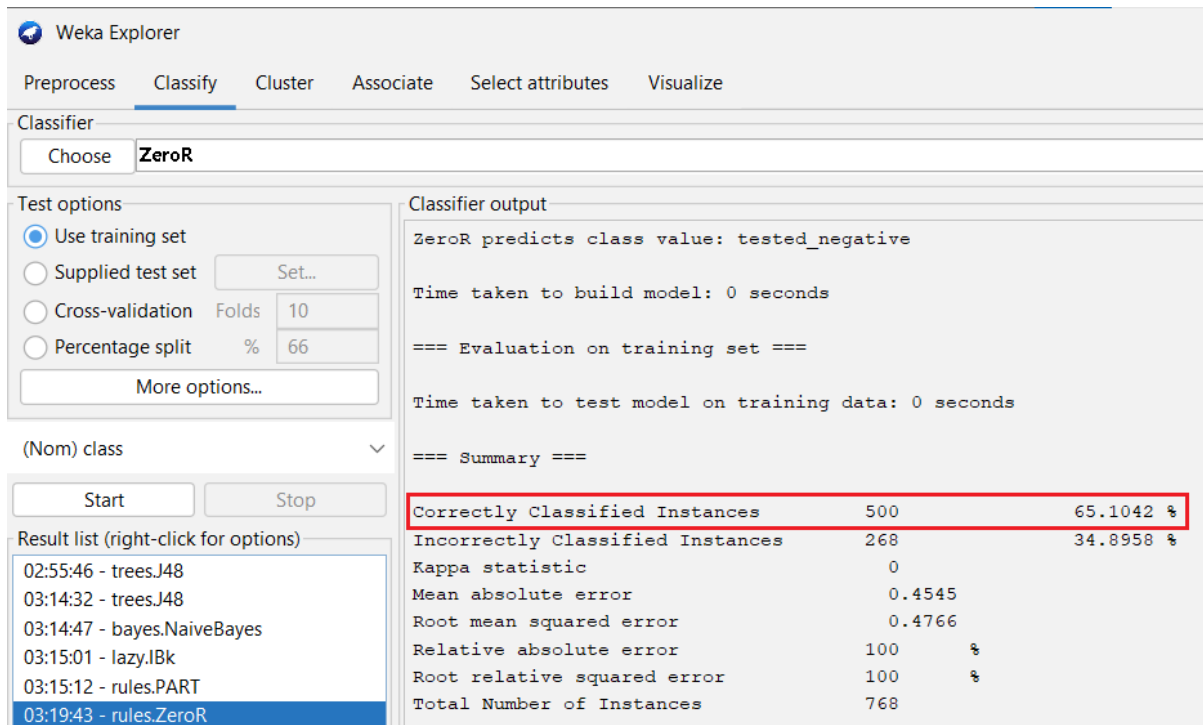 Weka Explorer
Preprocess Classify Cluster Associate Select attributes Visualize
Classifier
Choose ZeroR
Test options
Use training set
Supplied test set Set...
Cross-validation Folds 10
Percentage split % 66
More options...
(Nom) class
Start Stop
Result list (right-click for options)
02:55:46 - trees.J48
03:14:32 - trees.J48
03:14:47 - bayes.NaiveBayes
03:15:01 - lazy.IBk
03:15:12 - rules.PART
03:19:43 - rules.ZeroR
Classifier output
ZeroR predicts class value: tested_negative
Time taken to build model: 0 seconds
=== Evaluation on training set ===
Time taken to test model on training data: 0 seconds
=== Summary ===
Correctly Classified Instances 500 65.1042 %
Incorrectly Classified Instances 268 34.8958 %
Kappa statistic 0
Mean absolute error 0.4545
Root mean squared error 0.4766
Relative absolute error 100 %
Root relative squared error 100 %
Total Number of Instances 768